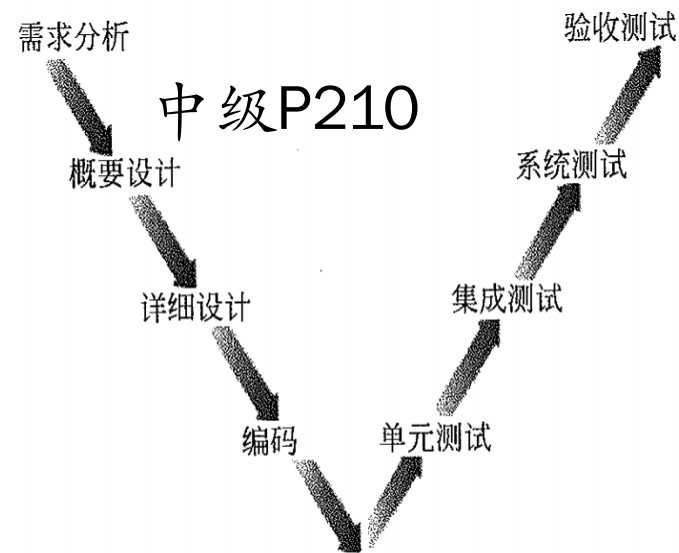 需求分析
验收测试
中级P210
概要设计
系统测试
详细设计
集成测试
编码
单元测试